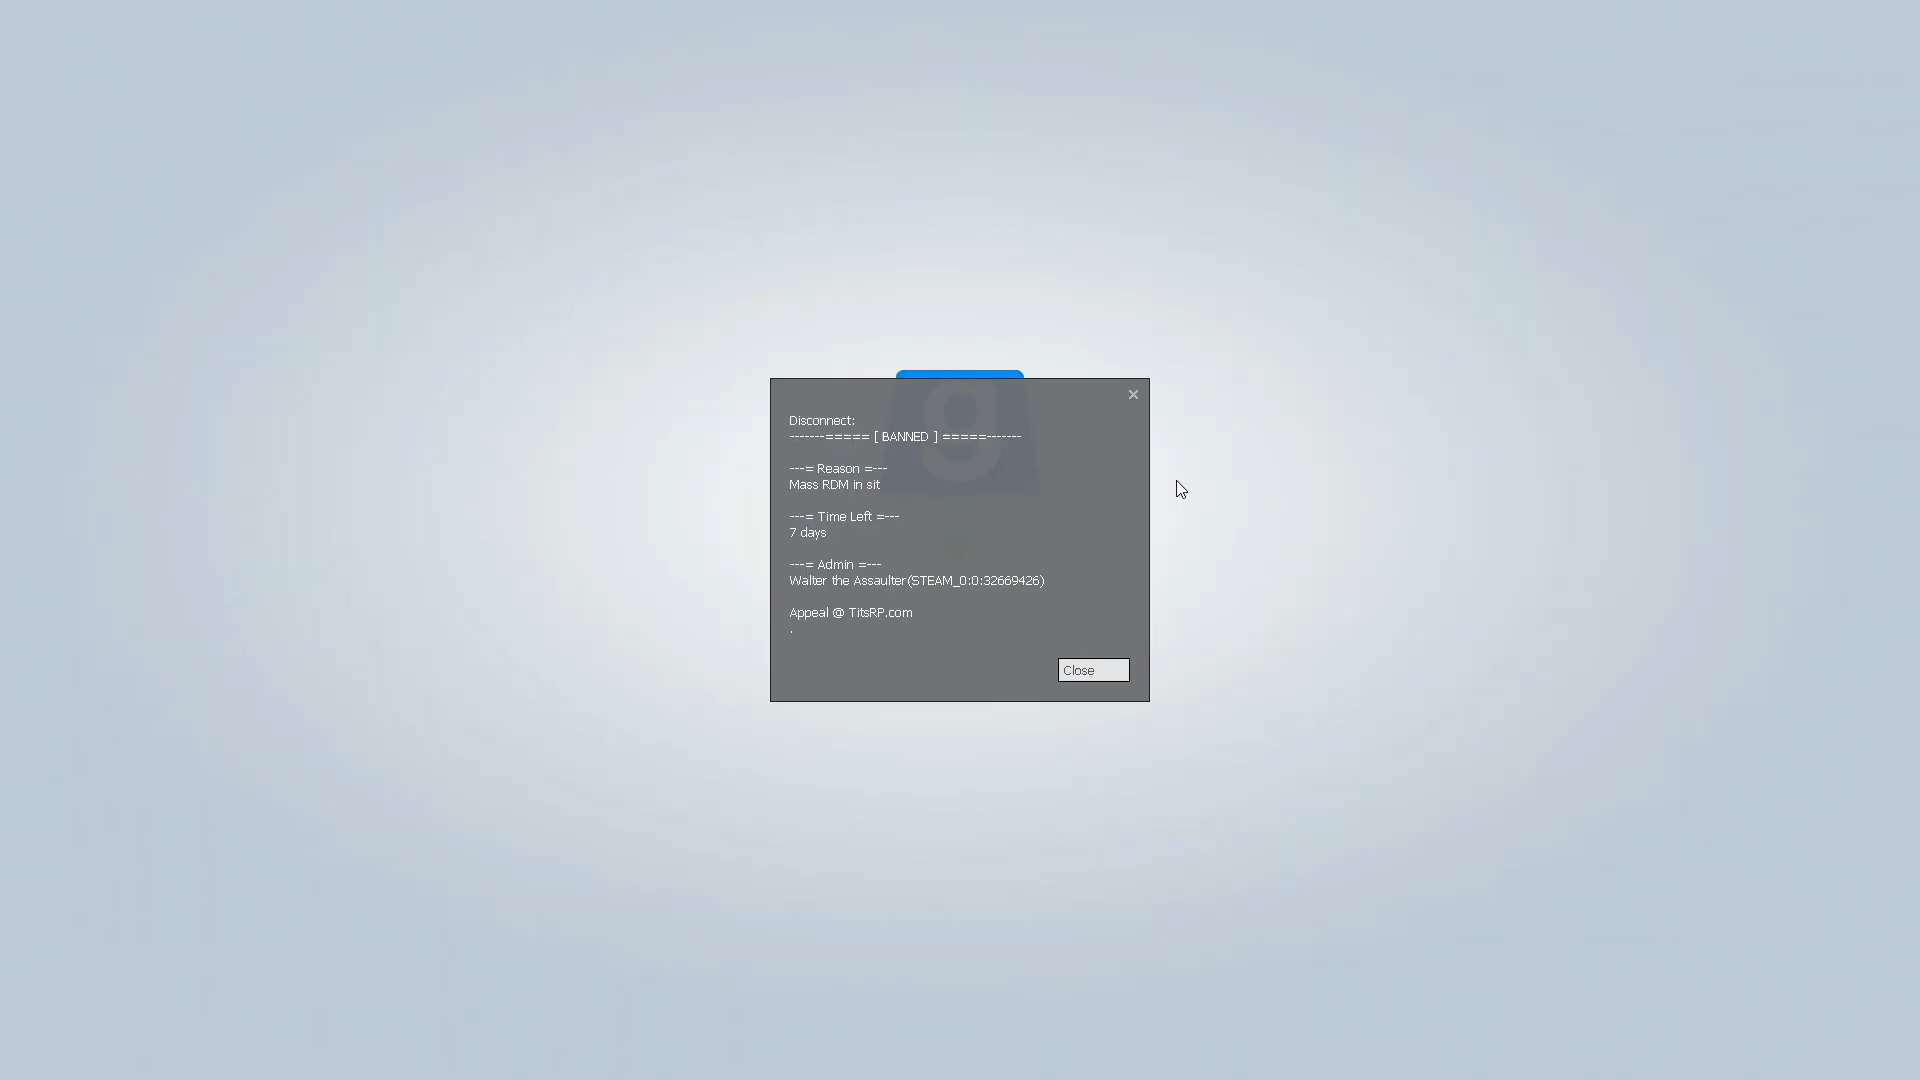 Disconnect:
-------===== [ BANNED ] =====-------
---= Reason =---
Mass RDM in sit
---= Time Left =---
7 days
---= Admin =---
Walter the Assaulter(STEAM_0:0:32669426)
Appeal @ TitsRP.com
.
Close